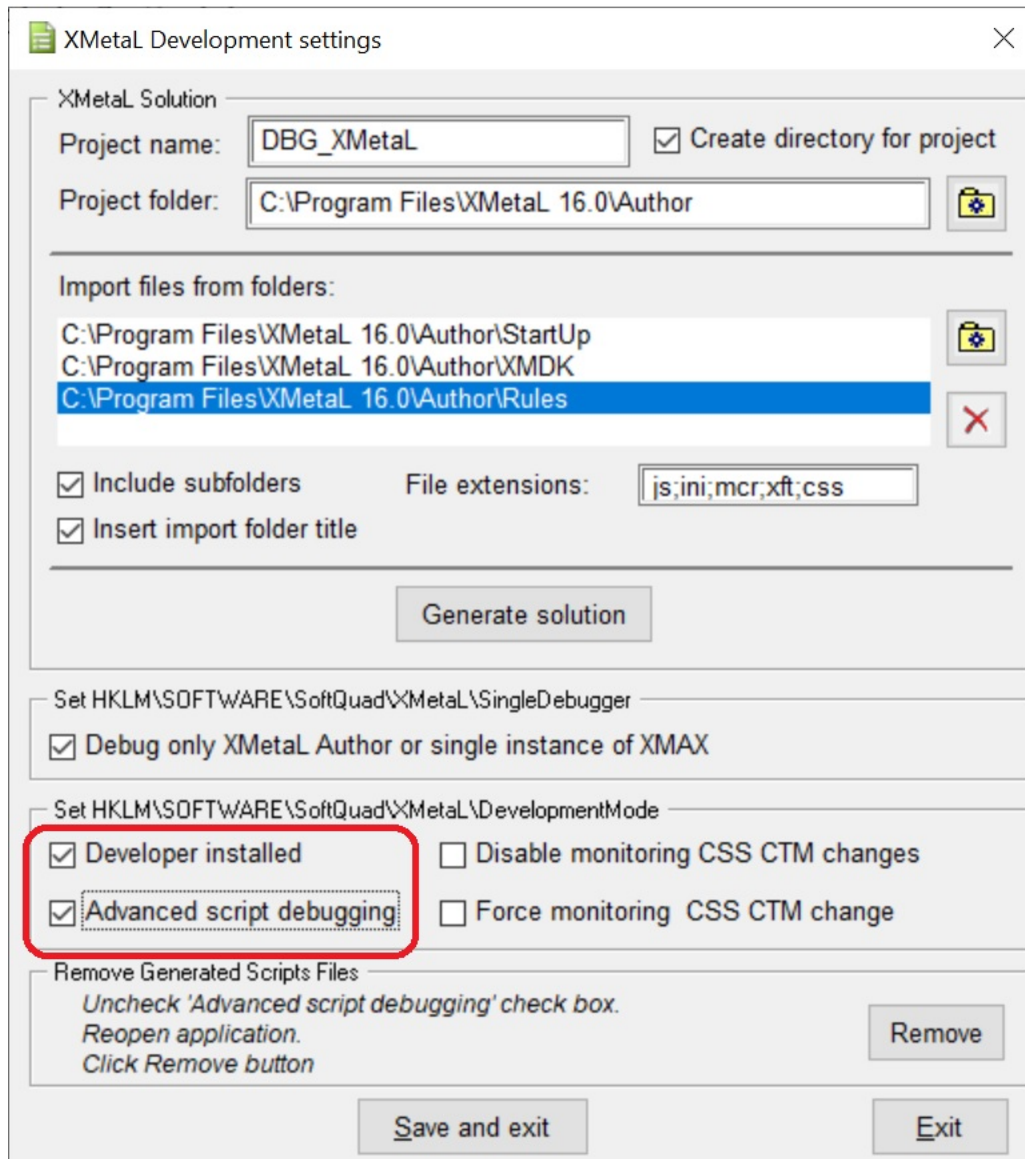 XMetaL Development settings
XMetaL Solution
Project name: DBG_XMetaL Create directory for project
Project folder: C:\Program Files\XMetaL 16.0\Author
Import files from folders:
C:\Program Files\XMetaL 16.0\Author\StartUp
C:\Program Files\XMetaL 16.0\Author\XMDK
C:\Program Files\XMetaL 16.0\Author\Rules
Include subfolders File extensions: js;ini;mcr;xft;css
Insert import folder title
Generate solution
Set HKLM\SOFTWARE\SoftQuad\XMetaL\SingleDebugger
Debug only XMetaL Author or single instance of XMAX
Set HKLM\SOFTWARE\SoftQuad\XMetaL\DevelopmentMode
Developer installed Disable monitoring CSS CTM changes
Advanced script debugging Force monitoring CSS CTM change
Remove Generated Scripts Files
Uncheck 'Advanced script debugging' check box.
Reopen application.
Click Remove button
Remove
Save and exit Exit